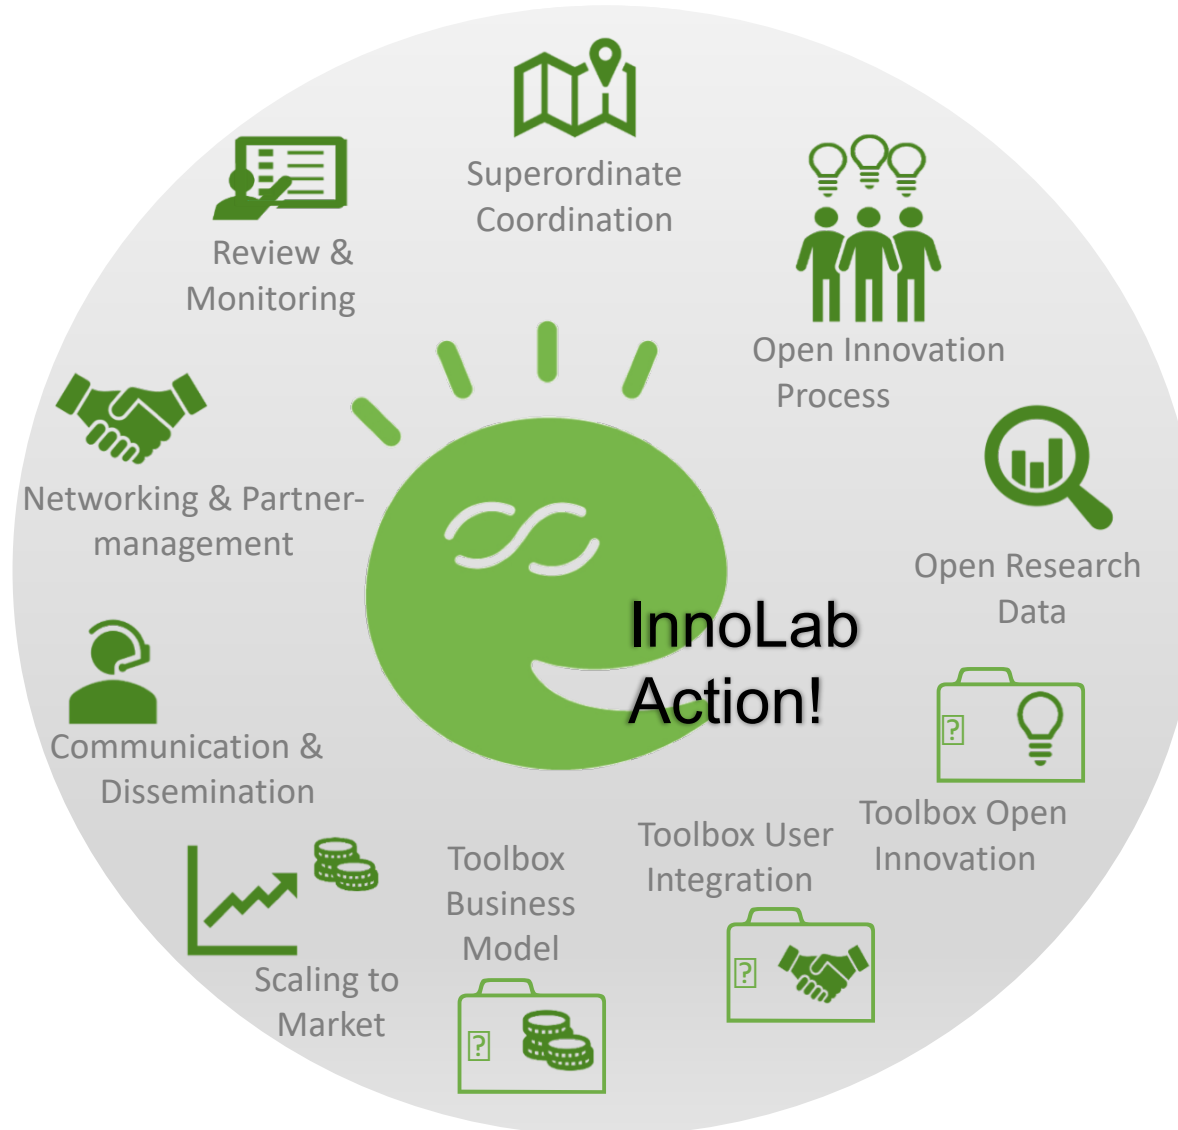 Superordinate
Coordination
Review &
Monitoring
Open Innovation
Process
Networking & Partner-
management
Open Research
Data
InnoLab
Action!
Communication &
Dissemination
Toolbox Open
Innovation
Toolbox User
Integration
Toolbox
Business
Model
Scaling to
Market